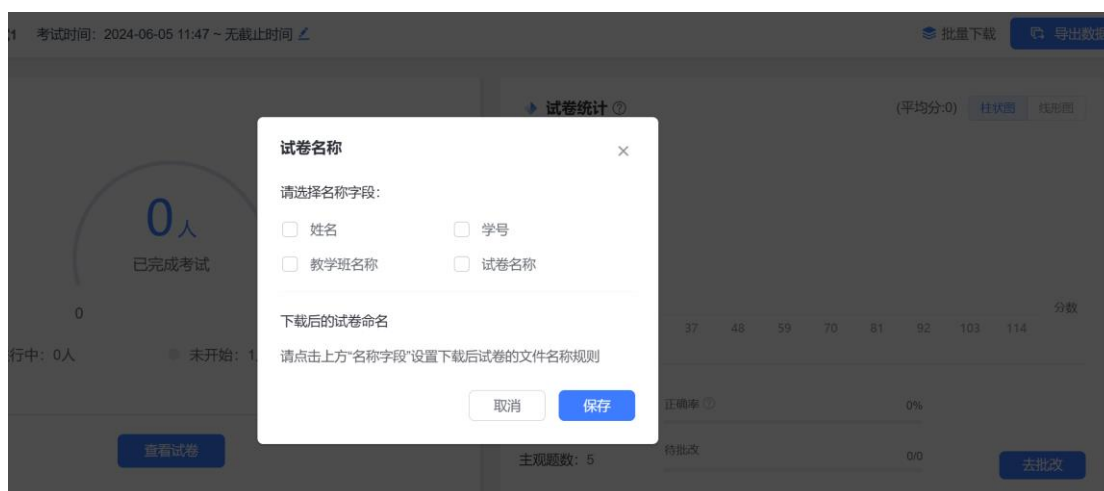 考试时间：2024-06-05 11:47 ~ 无截止时间
批量下载
导出数据
试卷统计
(平均分:0)
柱状图
线形图
试卷名称
请选择名称字段：
姓名
学号
教学班名称
试卷名称
0人
已完成考试
0
下载后的试卷命名
请点击上方“名称字段”设置下载后试卷的文件名称规则
取消
保存
分数
37 48 59 70 81 92 103 114
行中：0人
未开始：1
正确率
0%
查看试卷
主观题数：5
待批改
0/0
去批改